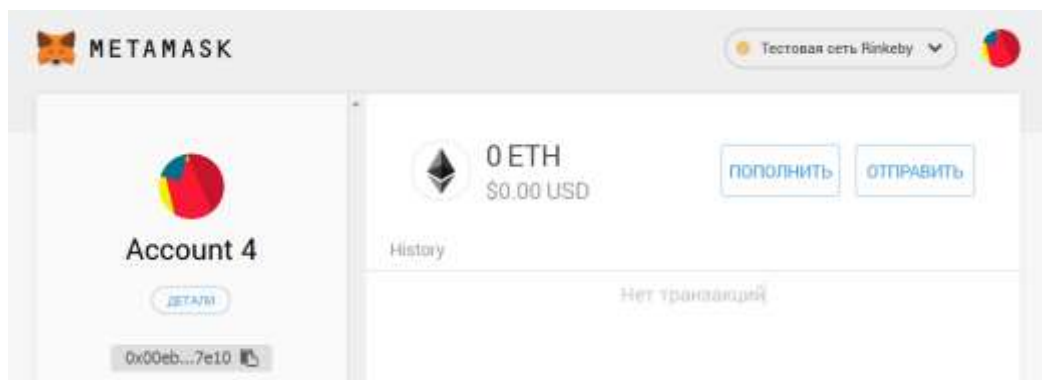 METAMASK
Тестовая сеть Rinkeby
0 ETH
$0.00 USD
ПОПОЛНИТЬ
ОТПРАВИТЬ
Account 4
History
ДЕТАЛИ
Нет транзакций
0x00eb...7e10